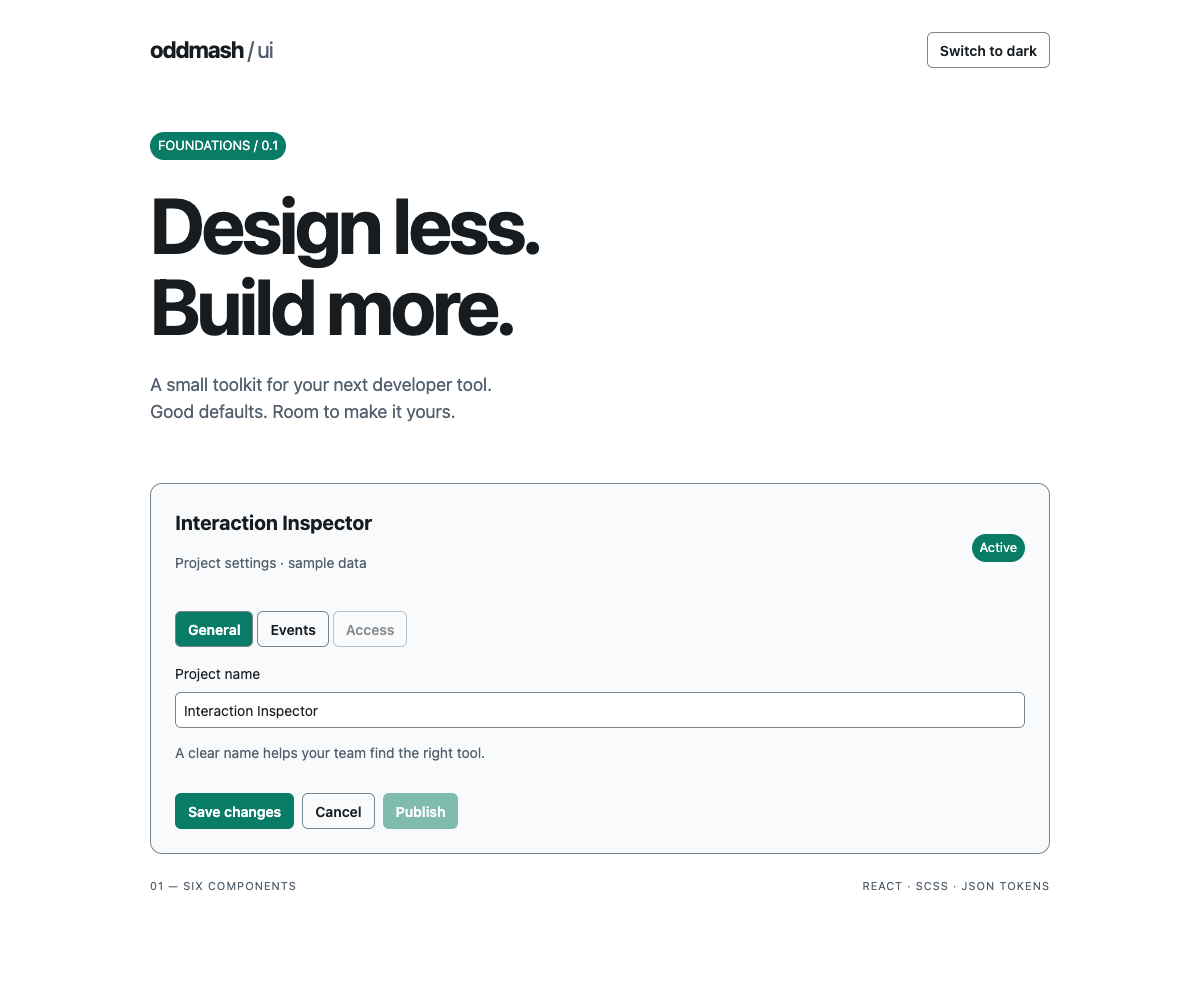 oddmash / ui
Switch to dark
FOUNDATIONS / 0.1
Design less.
Build more.
A small toolkit for your next developer tool.
Good defaults. Room to make it yours.
Interaction Inspector
Active
Project settings · sample data
General Events Access
Project name
Interaction Inspector
A clear name helps your team find the right tool.
Save changes Cancel Publish
01 — SIX COMPONENTS
REACT · SCSS · JSON TOKENS